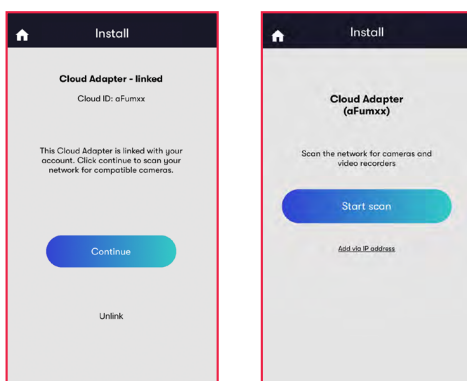 Install
Cloud Adapter - linked
Cloud ID: aFumxx
This Cloud Adapter is linked with your
account. Click continue to scan your
network for compatible cameras.
Continue
Unlink
Install
Cloud Adapter
(aFumxx)
Scan the network for cameras and
video recorders
Start scan
Add via IP address